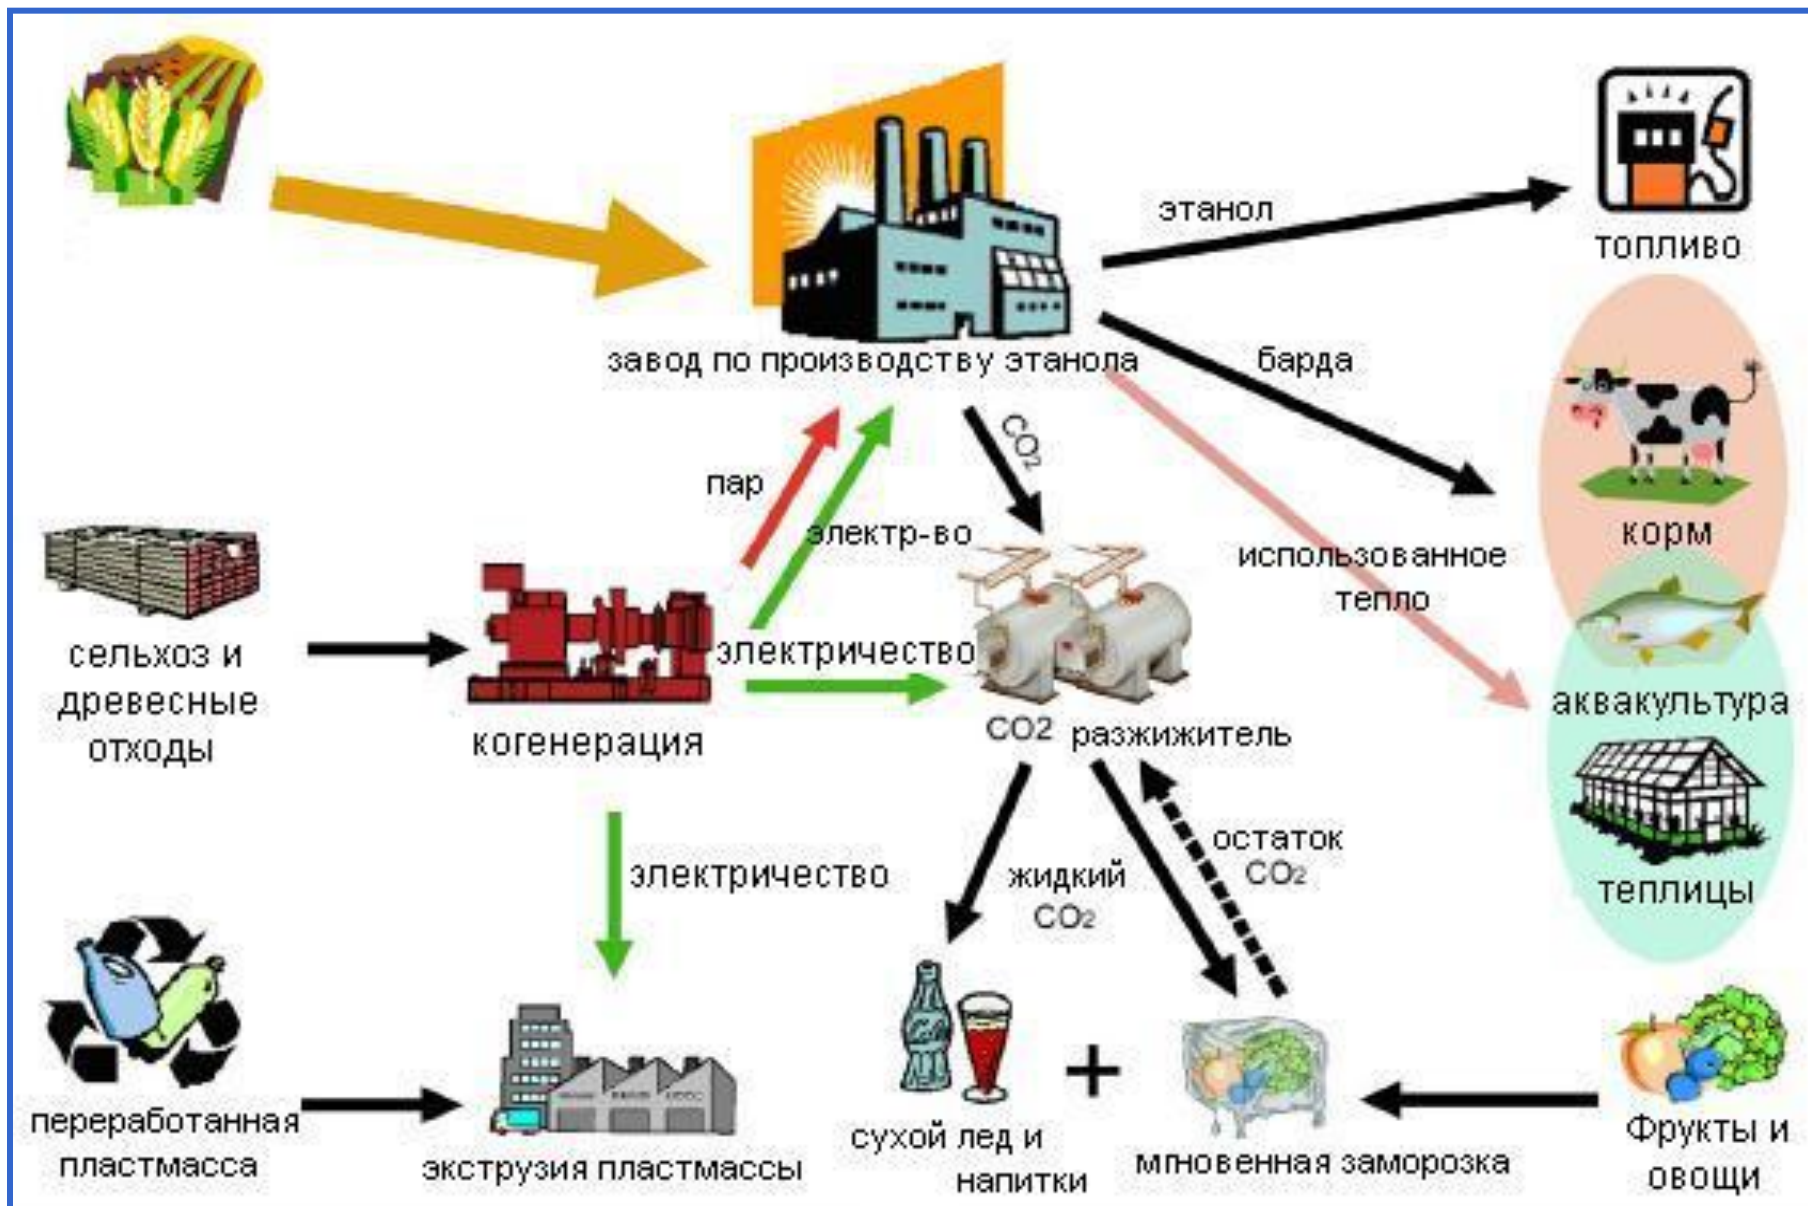 этанол
топливо
завод по производству этанола
барда
CO2
пар
корм
электр-во
использованное
тепло
сельхоз и
древесные
отходы
электричество
когенерация
CO2 разжижитель
аквакультура
остаток
CO2
электричество
жидкий
CO2
теплицы
переработанная
пластмасса
экструзия пластмассы
сухой лед и
напитки
+
мгновенная заморозка
Фрукты и
овощи